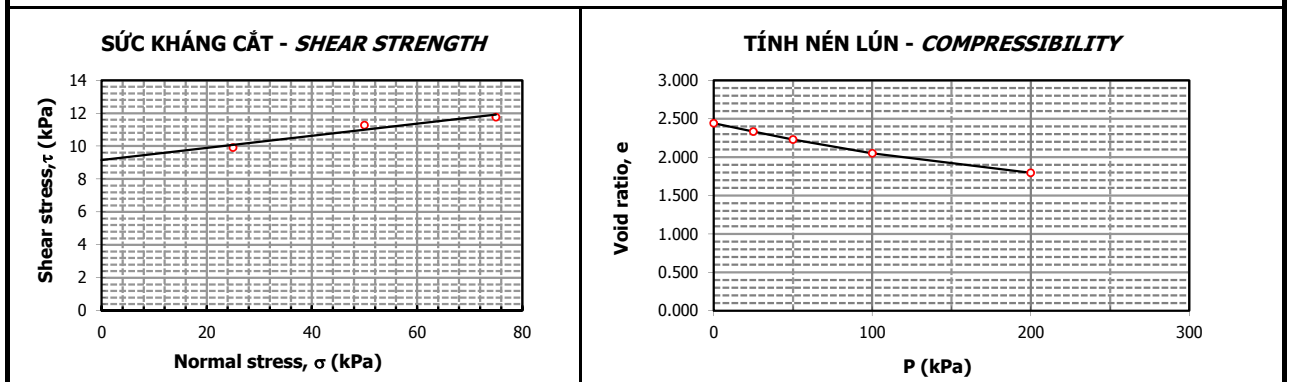 SỨC KHÁNG CẮT - SHEAR STRENGTH
14
12
10
8
6
4
2
0
0 20 40 60 80
Shear stress,τ (kPa)
Normal stress, σ (kPa)
TÍNH NÉN LÚN - COMPRESSIBILITY
3.000
2.500
2.000
1.500
1.000
0.500
0.000
0 100 200 300
Void ratio, e
P (kPa)